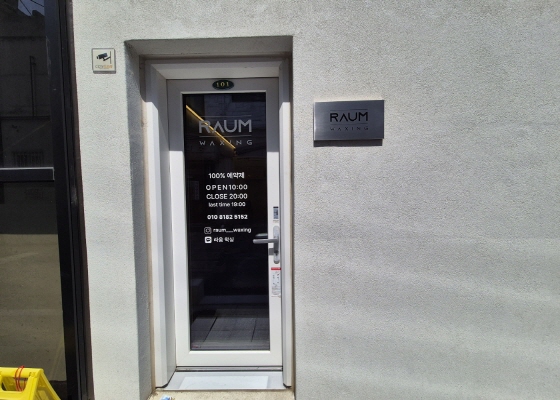 101
RAUM
WAXING
100% 예약제
OPEN 10:00
CLOSE 20:00
last time 19:00
010 8182 5152
raum__waxing
라움 왁싱
RAUM
WAXING